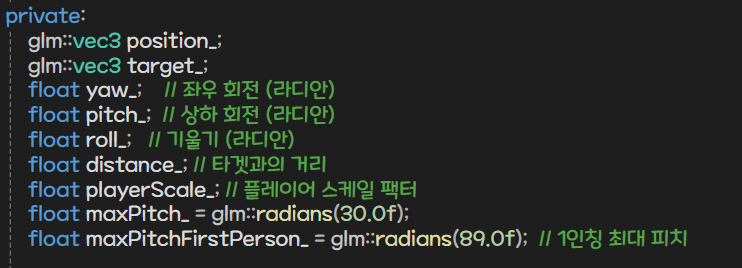 private:
glm::vec3 position_;
glm::vec3 target_;
float yaw_; // 좌우 회전 (라디안)
float pitch_; // 상하 회전 (라디안)
float roll_; // 기울기 (라디안)
float distance_; // 타겟과의 거리
float playerScale_; // 플레이어 스케일 팩터
float maxPitch_ = glm::radians(30.0f);
float maxPitchFirstPerson_ = glm::radians(89.0f); // 1인칭 최대 피치